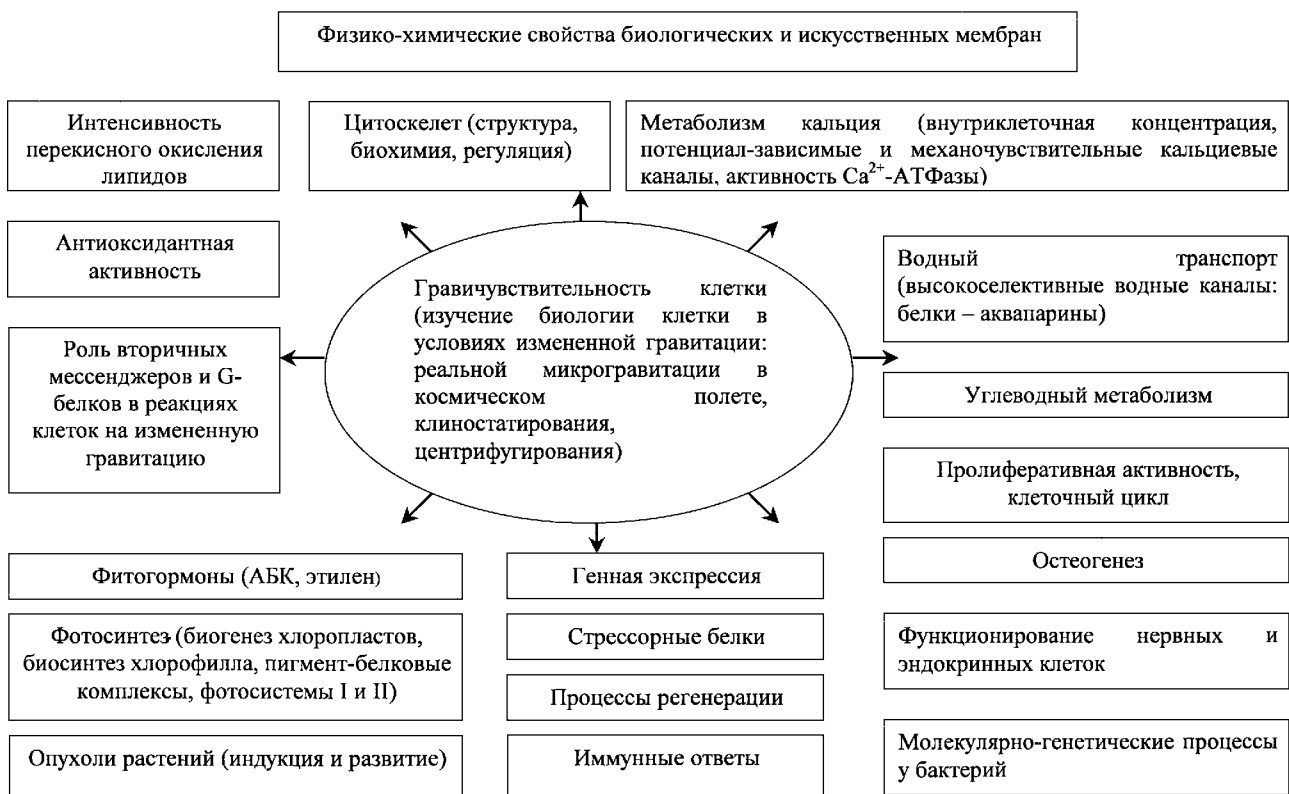 Физико-химические свойства биологических и искусственных мембран
Интенсивность
перекисного окисления
липидов
Цитоскелет (структура,
биохимия, регуляция)
Метаболизм кальция (внутриклеточная концентрация,
потенциал-зависимые и механочувствительные кальциевые
каналы, активность Ca²⁺-АТФазы)
Антиоксидантная
активность
Водный транспорт
(высокоселективные водные каналы:
белки – аквапарины)
Гравичувствительность клетки
(изучение биологии клетки в
условиях измененной гравитации:
реальной микрогравитации в
космическом полете,
клиностатирования,
центрифугирования)
Роль вторичных
мессенджеров и G-
белков в реакциях
клеток на измененную
гравитацию
Углеводный метаболизм
Пролиферативная активность,
клеточный цикл
Остеогенез
Фитогормоны (АБК, этилен)
Генная экспрессия
Фотосинтез (биогенез хлоропластов,
биосинтез хлорофилла, пигмент-белковые
комплексы, фотосистемы I и II)
Стрессорные белки
Функционирование нервных и
эндокринных клеток
Процессы регенерации
Опухоли растений (индукция и развитие)
Иммунные ответы
Молекулярно-генетические процессы
у бактерий